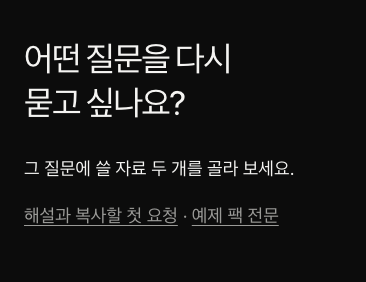 어떤 질문을 다시
묻고 싶나요?
그 질문에 쓸 자료 두 개를 골라 보세요.
해설과 복사할 첫 요청 · 예제 팩 전문